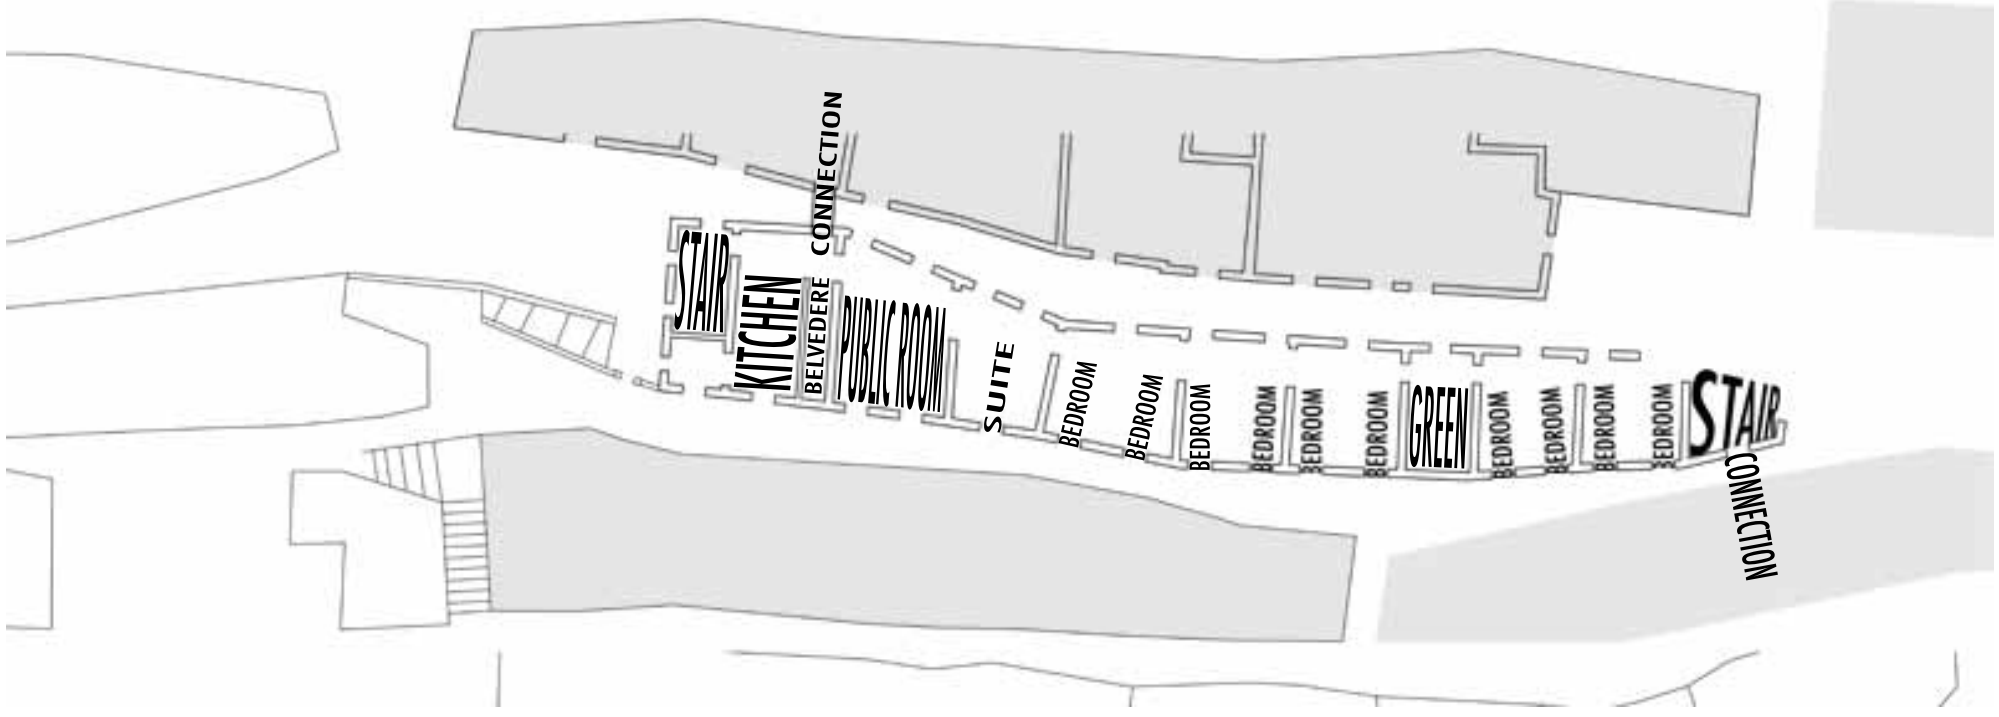 CONNECTION
STAIR
KITCHEN
BELVEDERE
PUBLIC ROOM
SUITE
BEDROOM
BEDROOM
BEDROOM
BEDROOM
BEDROOM
BEDROOM
GREEN
BEDROOM
BEDROOM
BEDROOM
BEDROOM
STAIR
CONNECTION